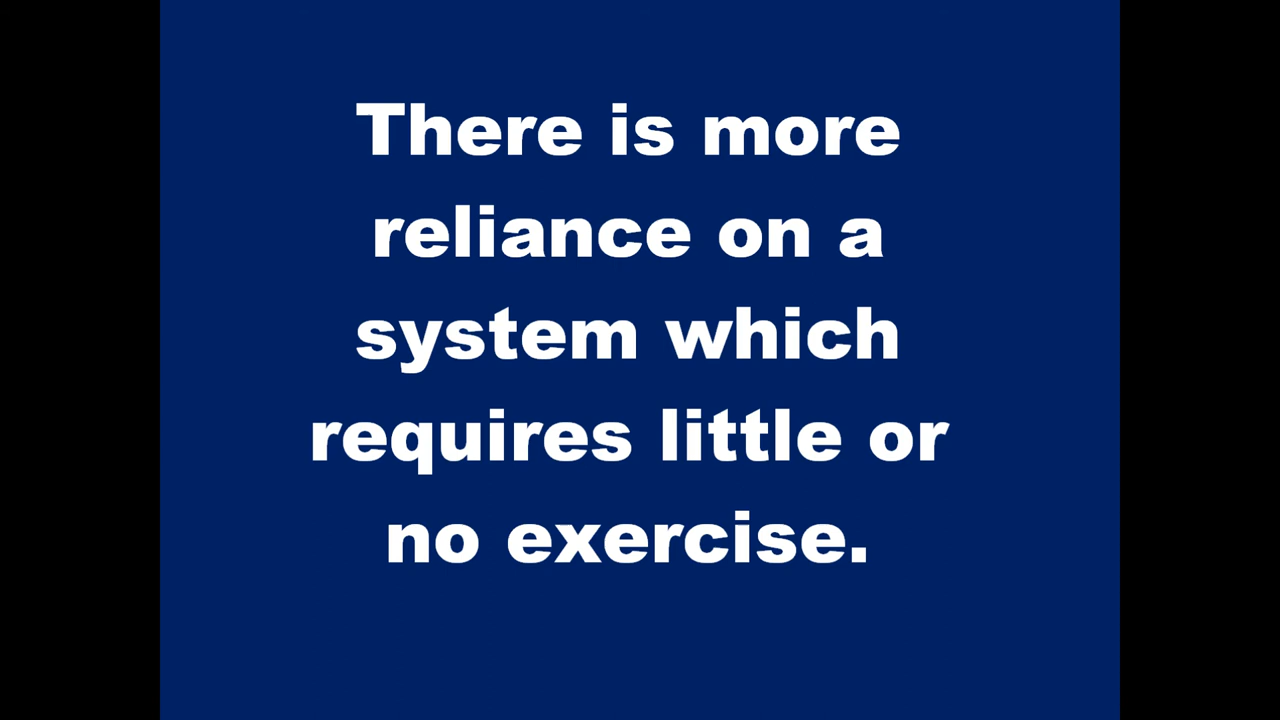 There is more
reliance on a
system which
requires little or
no exercise.